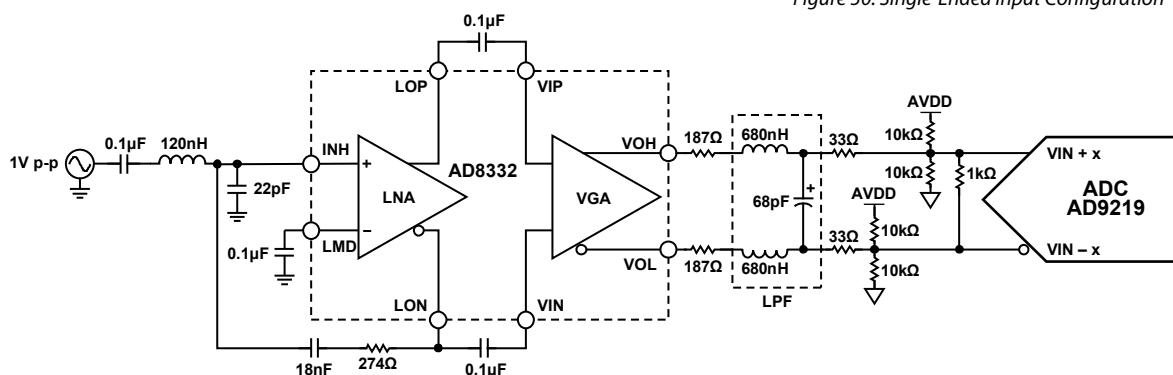 Figure 50. Single-Ended Input Configuration
0.1µF
LOP
VIP
AVDD
0.1µF
120nH
1V p-p
INH
+
22pF
LNA
AD8332
VGA
VOH
187Ω
680nH
33Ω
10kΩ
10kΩ
1kΩ
VIN + x
ADC
AD9219
68pF
+
AVDD
–
LMD
0.1µF
VOL
187Ω
680nH
33Ω
10kΩ
10kΩ
VIN – x
LPF
LON
VIN
18nF
274Ω
0.1µF